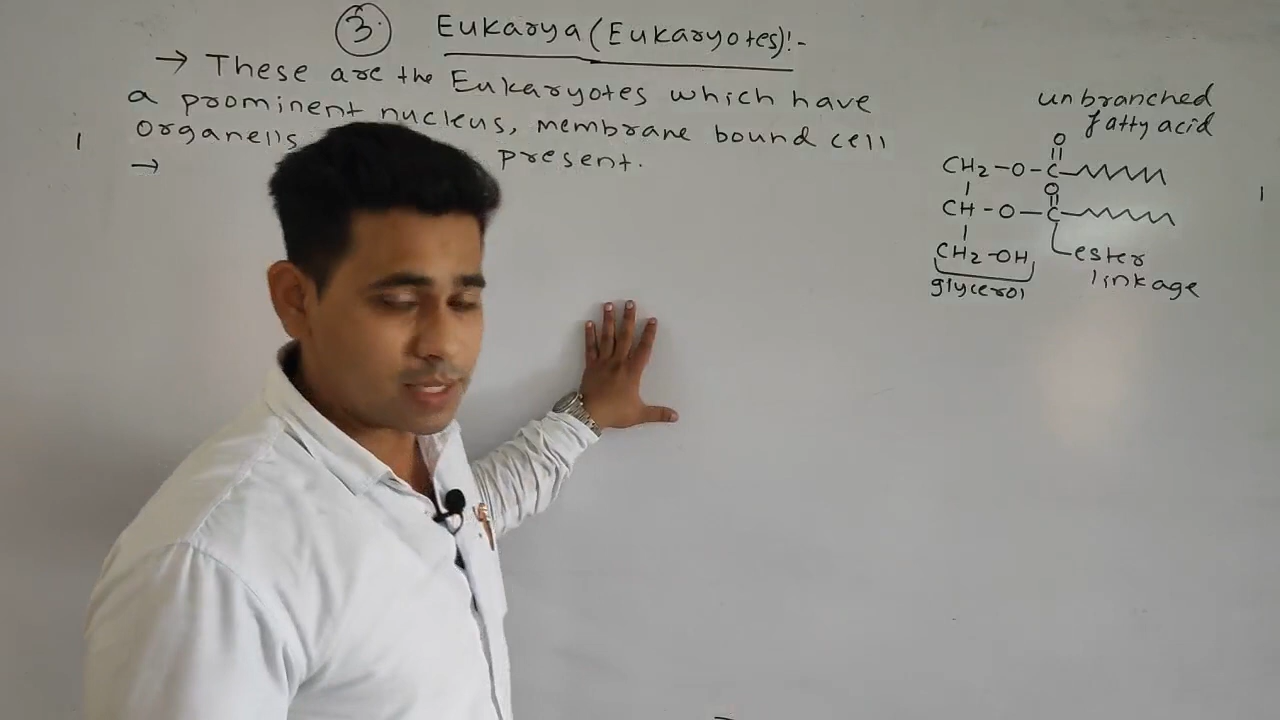 3. Eukarya (Eukaryotes)!-
→ These are the Eukaryotes which have
a prominent nucleus, membrane bound cell
organells present.
→
unbranched
fatty acid
O
CH2-O-C
O
CH-O-C
CH2-OH
ester
linkage
glycerol